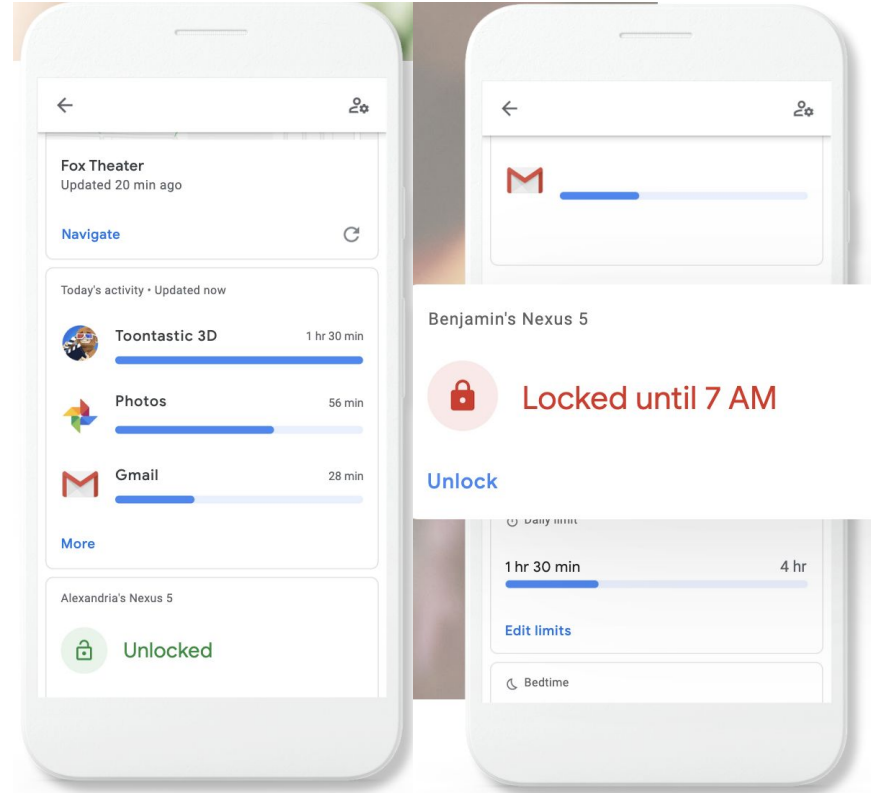 Fox Theater
Updated 20 min ago
Navigate
Today's activity • Updated now
Toontastic 3D 1 hr 30 min
Photos 56 min
Gmail 28 min
More
Alexandria's Nexus 5
Unlocked
Benjamin's Nexus 5
Locked until 7 AM
Unlock
Daily limit
1 hr 30 min 4 hr
Edit limits
Bedtime